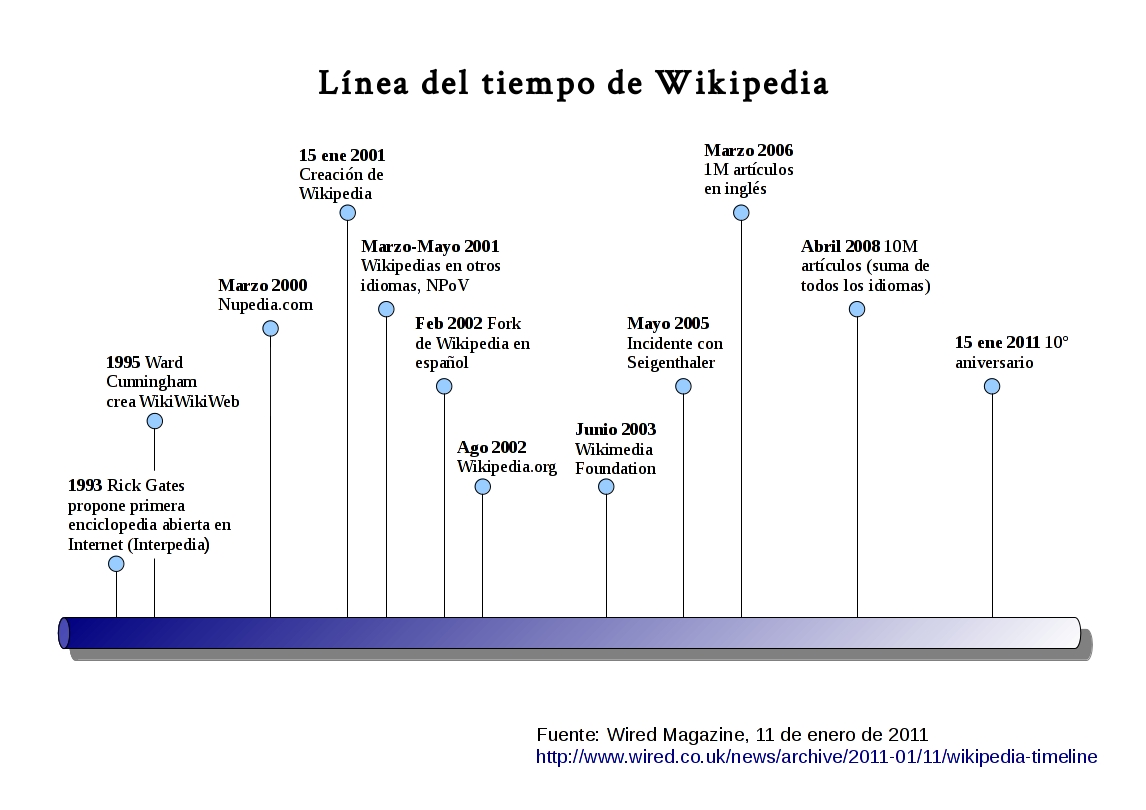 Línea del tiempo de Wikipedia
1993 Rick Gates
propone primera
enciclopedia abierta en
Internet (Interpedia)
1995 Ward
Cunningham
crea WikiWikiWeb
Marzo 2000
Nupedia.com
15 ene 2001
Creación de
Wikipedia
Marzo-Mayo 2001
Wikipedias en otros
idiomas, NPoV
Feb 2002 Fork
de Wikipedia en
español
Ago 2002
Wikipedia.org
Junio 2003
Wikimedia
Foundation
Mayo 2005
Incidente con
Seigenthaler
Marzo 2006
1M artículos
en inglés
Abril 2008 10M
artículos (suma de
todos los idiomas)
15 ene 2011 10°
aniversario
Fuente: Wired Magazine, 11 de enero de 2011
http://www.wired.co.uk/news/archive/2011-01/11/wikipedia-timeline